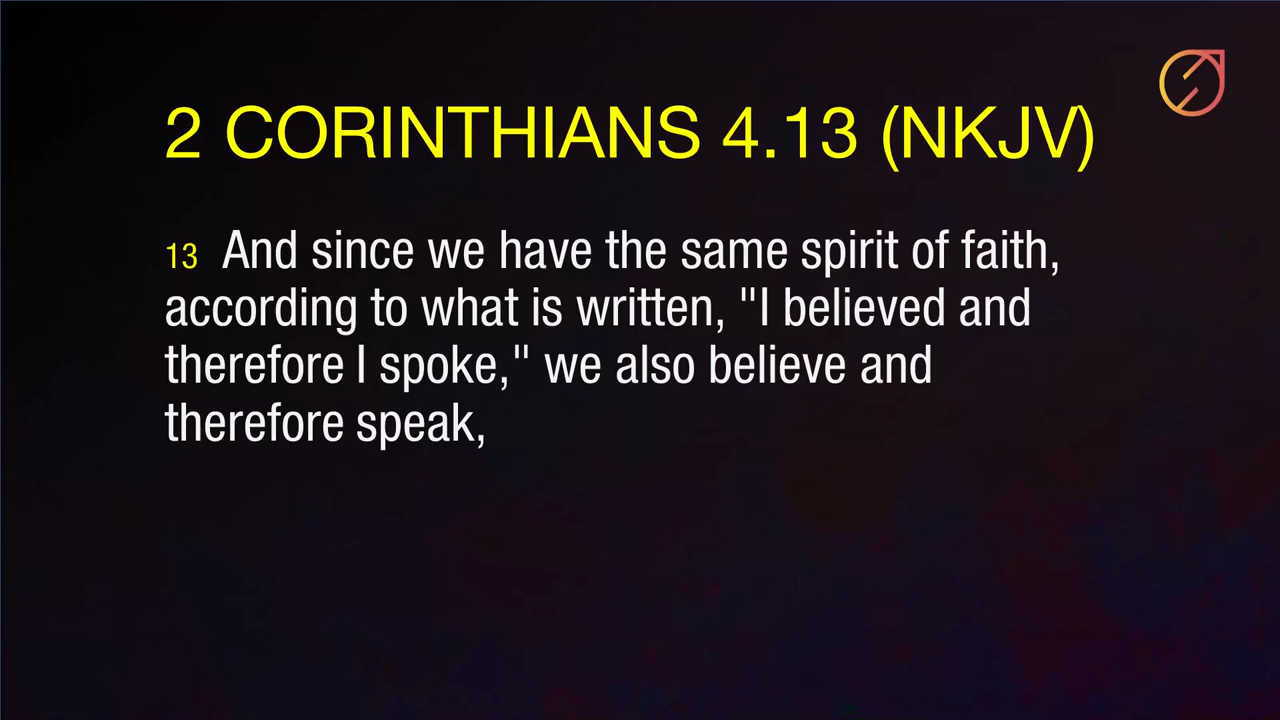 2 CORINTHIANS 4.13 (NKJV)
13 And since we have the same spirit of faith,
according to what is written, "I believed and
therefore I spoke," we also believe and
therefore speak,